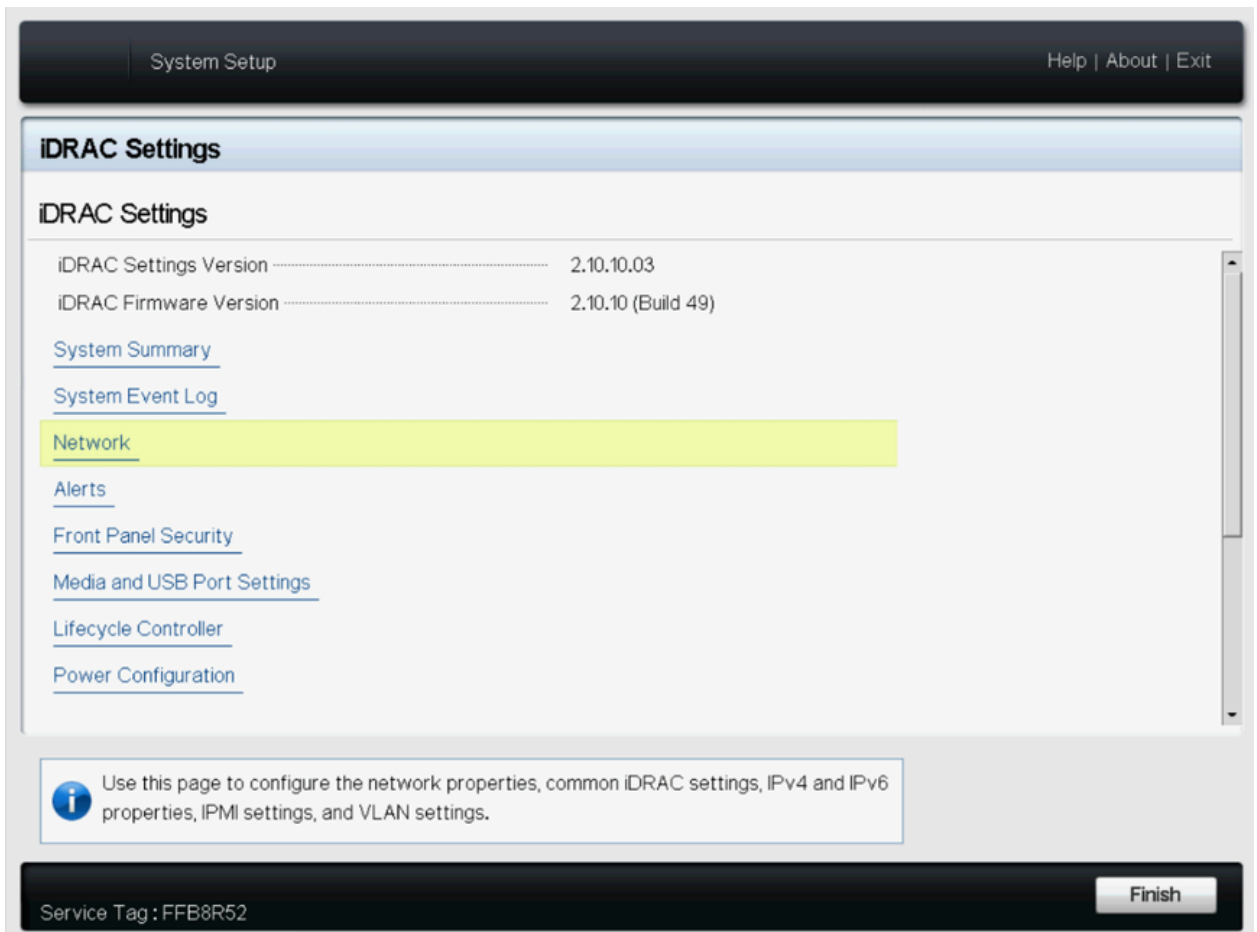 System Setup
Help | About | Exit
iDRAC Settings
iDRAC Settings
iDRAC Settings Version 2.10.10.03
iDRAC Firmware Version 2.10.10 (Build 49)
System Summary
System Event Log
Network
Alerts
Front Panel Security
Media and USB Port Settings
Lifecycle Controller
Power Configuration
Use this page to configure the network properties, common iDRAC settings, IPv4 and IPv6
properties, IPMI settings, and VLAN settings.
Service Tag : FFB8R52
Finish